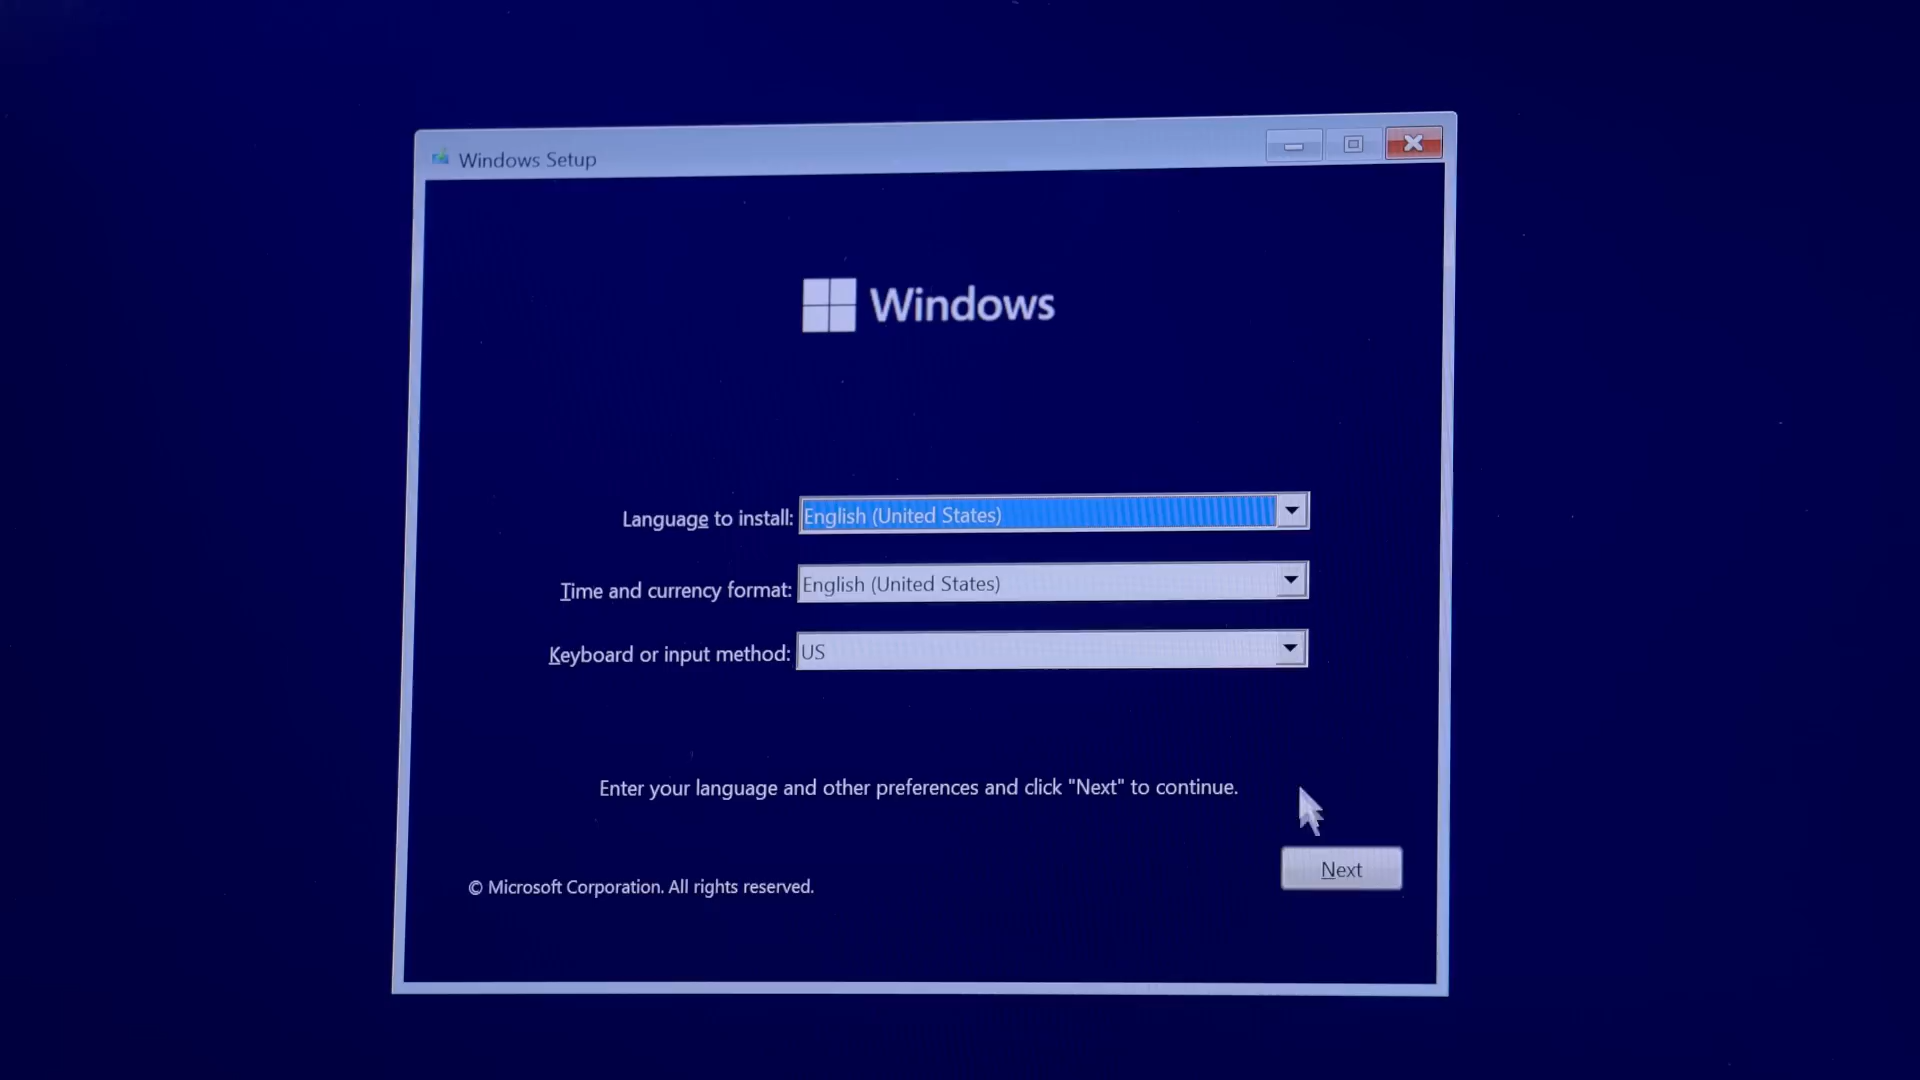 Windows Setup
Windows
Language to install: English (United States)
Time and currency format: English (United States)
Keyboard or input method: US
Enter your language and other preferences and click "Next" to continue.
Next
© Microsoft Corporation. All rights reserved.